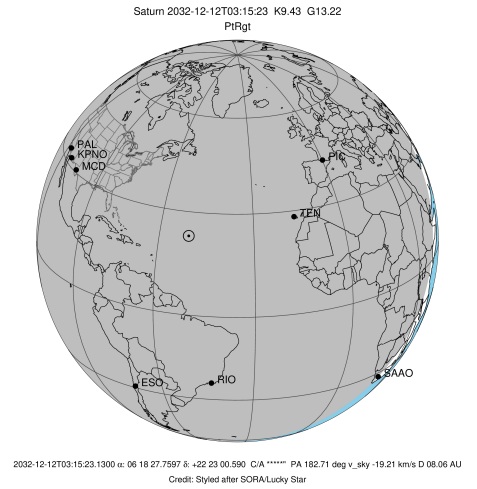 Saturn 2032-12-12T03:15:23 K9.43 G13.22
PtRgt
PAL
KPNO
MCD
PIC
TEN
ESO
RIO
SAAO
2032-12-12T03:15:23.1300 α: 06 18 27.7597 δ: +22 23 00.590 C/A *****" PA 182.71 deg v_sky -19.21 km/s D 08.06 AU
Credit: Styled after SORA/Lucky Star